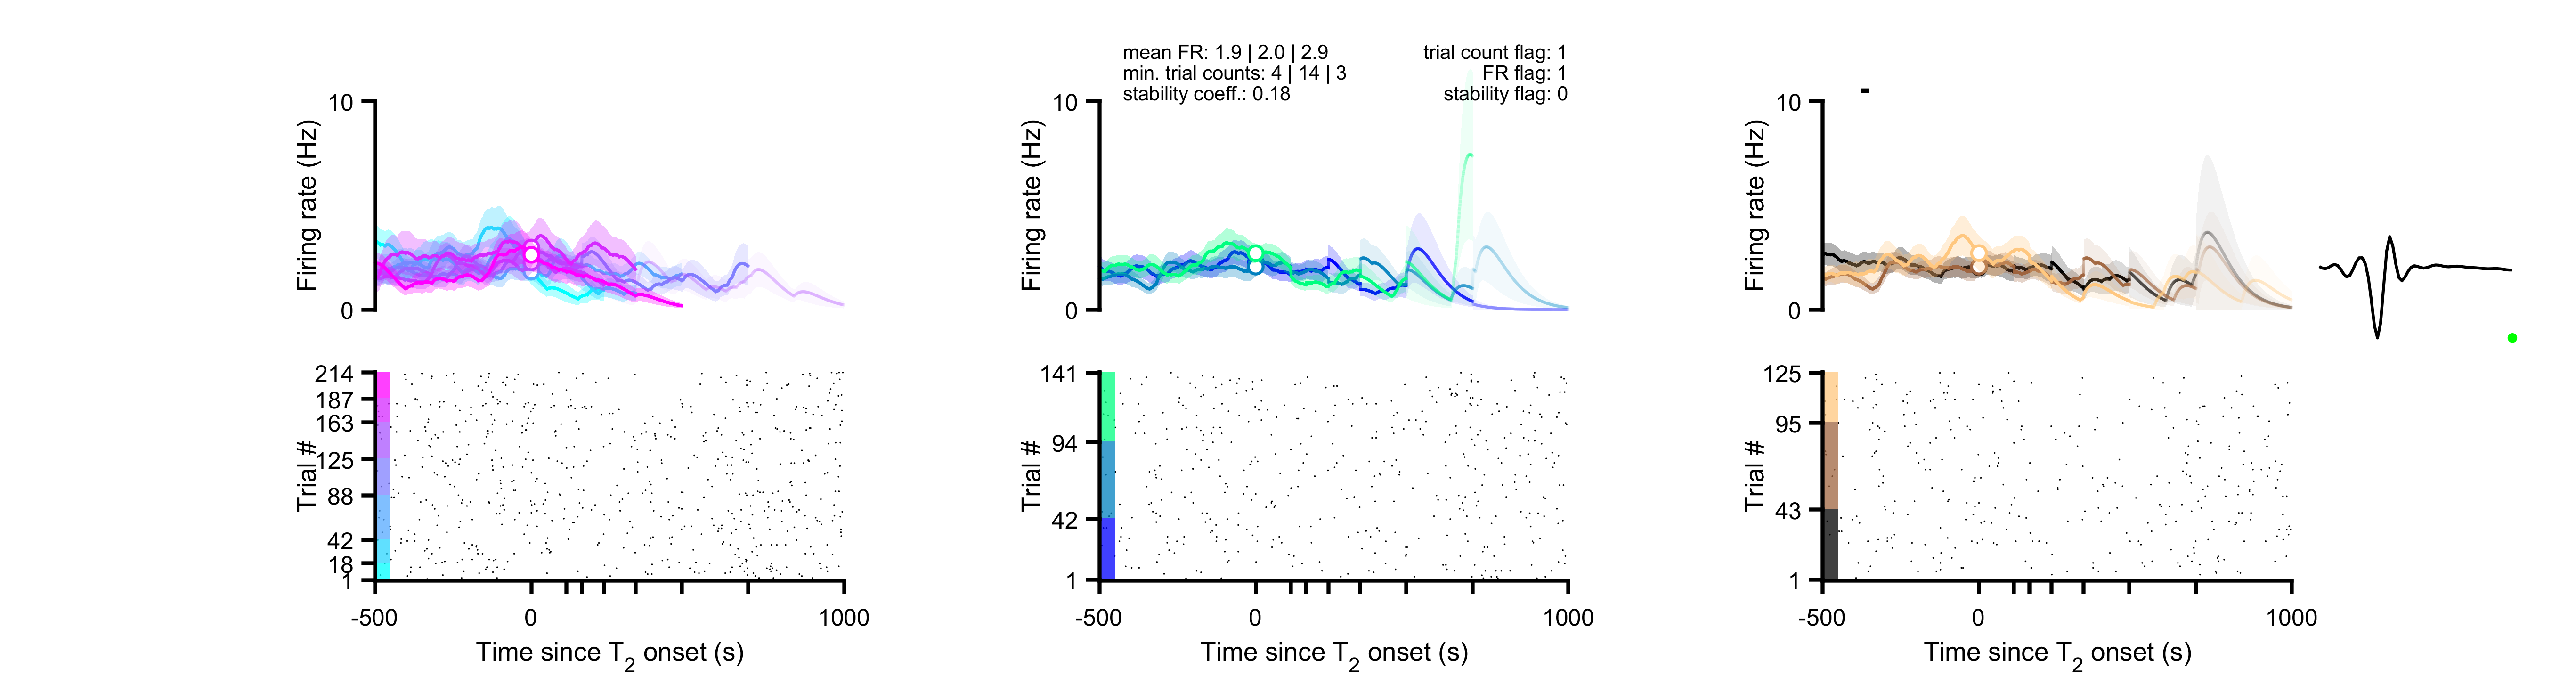 mean FR: 1.9 | 2.0 | 2.9
min. trial counts: 4 | 14 | 3
stability coeff.: 0.18
trial count flag: 1
FR flag: 1
stability flag: 0
10
Firing rate (Hz)
0
10
Firing rate (Hz)
0
10
Firing rate (Hz)
0
214
187
163
125
88
42
18
1
Trial #
-500
0
1000
Time since T2 onset (s)
141
94
42
1
Trial #
-500
0
1000
Time since T2 onset (s)
125
95
43
1
Trial #
-500
0
1000
Time since T2 onset (s)